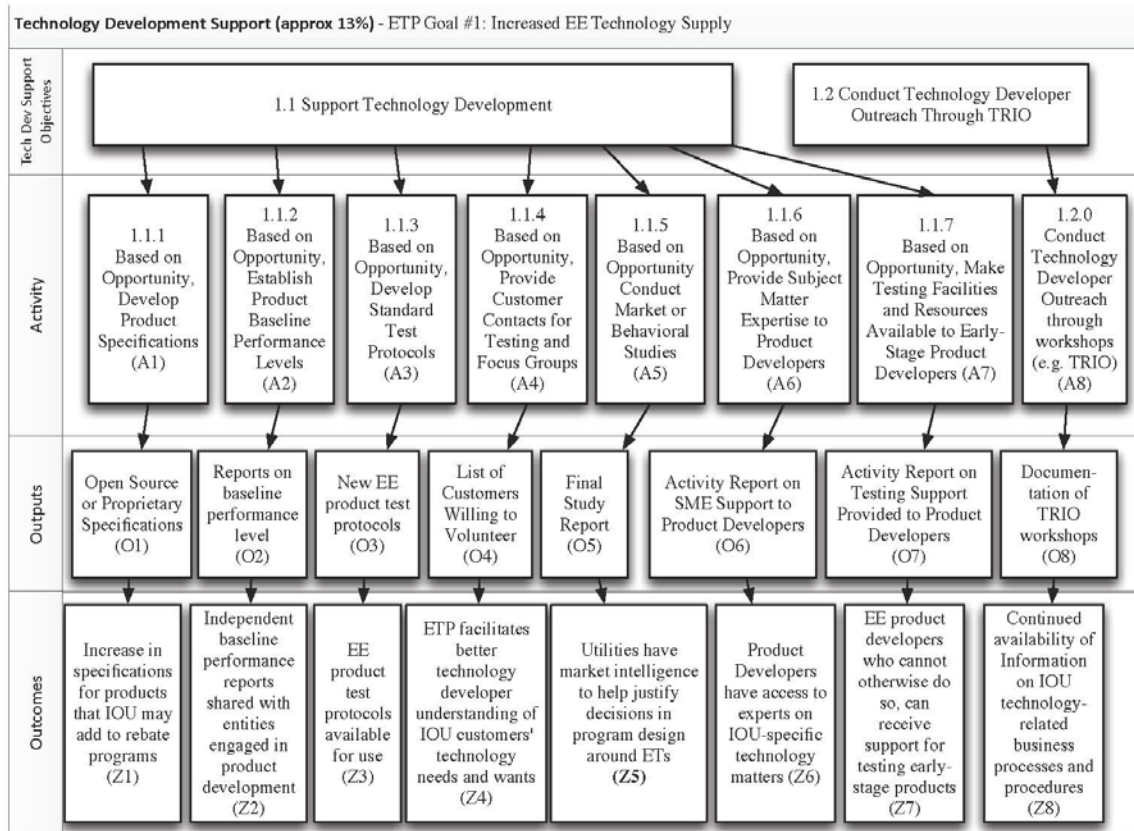 Technology Development Support (approx 13%) - ETP Goal #1: Increased EE Technology Supply
Tech Dev Support
Objectives
1.1 Support Technology Development
1.2 Conduct Technology Developer
Outreach Through TRIO
Activity
1.1.1
Based on
Opportunity,
Develop
Product
Specifications
(A1)
1.1.2
Based on
Opportunity,
Establish
Product
Baseline
Performance
Levels
(A2)
1.1.3
Based on
Opportunity,
Develop
Standard
Test
Protocols
(A3)
1.1.4
Based on
Opportunity,
Provide
Customer
Contacts for
Testing and
Focus Groups
(A4)
1.1.5
Based on
Opportunity
Conduct
Market or
Behavioral
Studies
(A5)
1.1.6
Based on
Opportunity,
Provide Subject
Matter
Expertise to
Product
Developers
(A6)
1.1.7
Based on
Opportunity, Make
Testing Facilities
and Resources
Available to Early-
Stage Product
Developers (A7)
1.2.0
Conduct
Technology
Developer
Outreach
through
workshops
(e.g. TRIO)
(A8)
Outputs
Open Source
or Proprietary
Specifications
(O1)
Reports on
baseline
performance
level
(O2)
New EE
product test
protocols
(O3)
List of
Customers
Willing to
Volunteer
(O4)
Final
Study
Report
(O5)
Activity Report on
SME Support to
Product Developers
(O6)
Activity Report on
Testing Support
Provided to Product
Developers
(O7)
Documen-
tation of
TRIO
workshops
(O8)
Outcomes
Increase in
specifications
for products
that IOU may
add to rebate
programs
(Z1)
Independent
baseline
performance
reports
shared with
entities
engaged in
product
development
(Z2)
EE
product
test
protocols
available
for use
(Z3)
ETP facilitates
better
technology
developer
understanding of
IOU customers'
technology
needs and wants
(Z4)
Utilities have
market intelligence
to help justify
decisions in
program design
around ETs
(Z5)
Product
Developers
have access to
experts on
IOU-specific
technology
matters (Z6)
EE product
developers
who cannot
otherwise do
so, can
receive
support for
testing early-
stage products
(Z7)
Continued
availability of
Information on
IOU
technology-
related
business
processes and
procedures
(Z8)